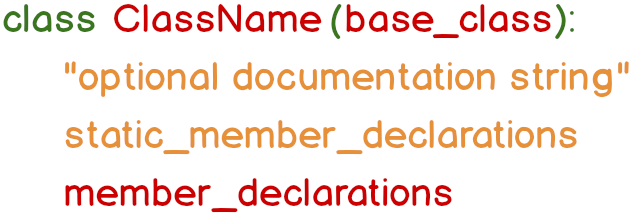 class ClassName (base_class):
"optional documentation string"
static_member_declarations
member_declarations